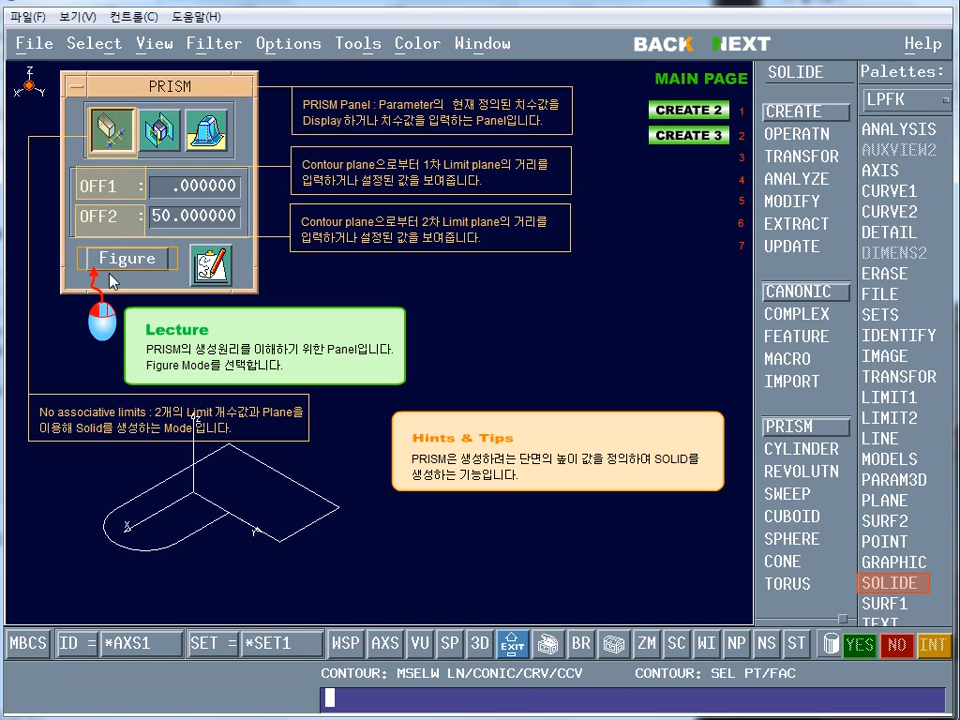 파일(F) 보기(V) 컨트롤(C) 도움말(H)
File Select View Filter Options Tools Color Window BACK NEXT Help
MAIN PAGE
CREATE 2 1
CREATE 3 2
3
4
5
6
7
PRISM
OFF1 : .000000
OFF2 : 50.000000
Figure
PRISM Panel : Parameter의 현재 정의된 치수값을
Display 하거나 치수값을 입력하는 Panel입니다.
Contour plane으로부터 1차 Limit plane의 거리를
입력하거나 설정된 값을 보여줍니다.
Contour plane으로부터 2차 Limit plane의 거리를
입력하거나 설정된 값을 보여줍니다.
Lecture
PRISM의 생성원리를 이해하기 위한 Panel입니다.
Figure Mode를 선택합니다.
No associative limits : 2개의 Limit 개수값과 Plane을
이용해 Solid를 생성하는 Mode 입니다.
Hints & Tips
PRISM은 생성하려는 단면의 높이 값을 정의하여 SOLID를
생성하는 기능입니다.
Z
X Y
Z
X
Y
SOLIDE
CREATE
OPERATN
TRANSFOR
ANALYZE
MODIFY
EXTRACT
UPDATE
CANONIC
COMPLEX
FEATURE
MACRO
IMPORT
PRISM
CYLINDER
REVOLUTN
SWEEP
CUBOID
SPHERE
CONE
TORUS
Palettes:
LPFK
ANALYSIS
AUXVIEW2
AXIS
CURVE1
CURVE2
DETAIL
DIMENS2
ERASE
FILE
SETS
IDENTIFY
IMAGE
TRANSFOR
LIMIT1
LIMIT2
LINE
MODELS
PARAM3D
PLANE
SURF2
POINT
GRAPHIC
SOLIDE
SURF1
TEXT
MBCS ID = *AXS1 SET = *SET1 WSP AXS VU SP 3D EXIT BR ZM SC WI NP NS ST YES NO INT
CONTOUR: MSELW LN/CONIC/CRV/CCV CONTOUR: SEL PT/FAC